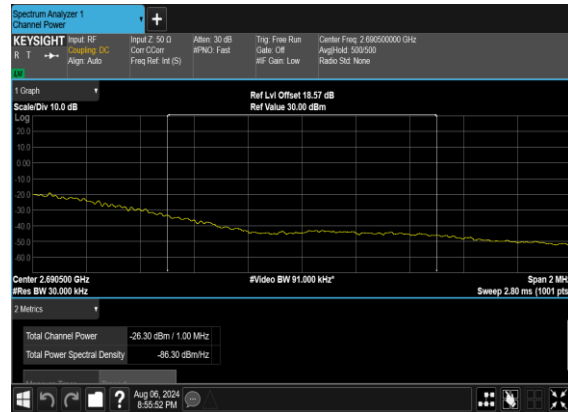 Spectrum Analyzer 1
Channel Power
KEYSIGHT Input: RF Input Z: 50 Ω Atten: 30 dB Trig: Free Run Center Freq: 2.690500000 GHz
R T Coupling: DC Corr CCorr #PNO: Fast Gate: Off Avg|Hold: 500/500
Align: Auto Freq Ref: Int (S) #IF Gain: Low Radio Std: None
1 Graph
Ref Lvl Offset 18.57 dB
Scale/Div 10.0 dB Ref Value 30.00 dBm
Log
20.0
10.0
0.00
-10.0
-20.0
-30.0
-40.0
-50.0
-60.0
Center 2.690500 GHz #Video BW 91.000 kHz* Span 2 MHz
#Res BW 30.000 kHz Sweep 2.80 ms (1001 pts
2 Metrics
Total Channel Power -26.30 dBm / 1.00 MHz
Total Power Spectral Density -86.30 dBm/Hz
?
Aug 06, 2024
8:55:52 PM